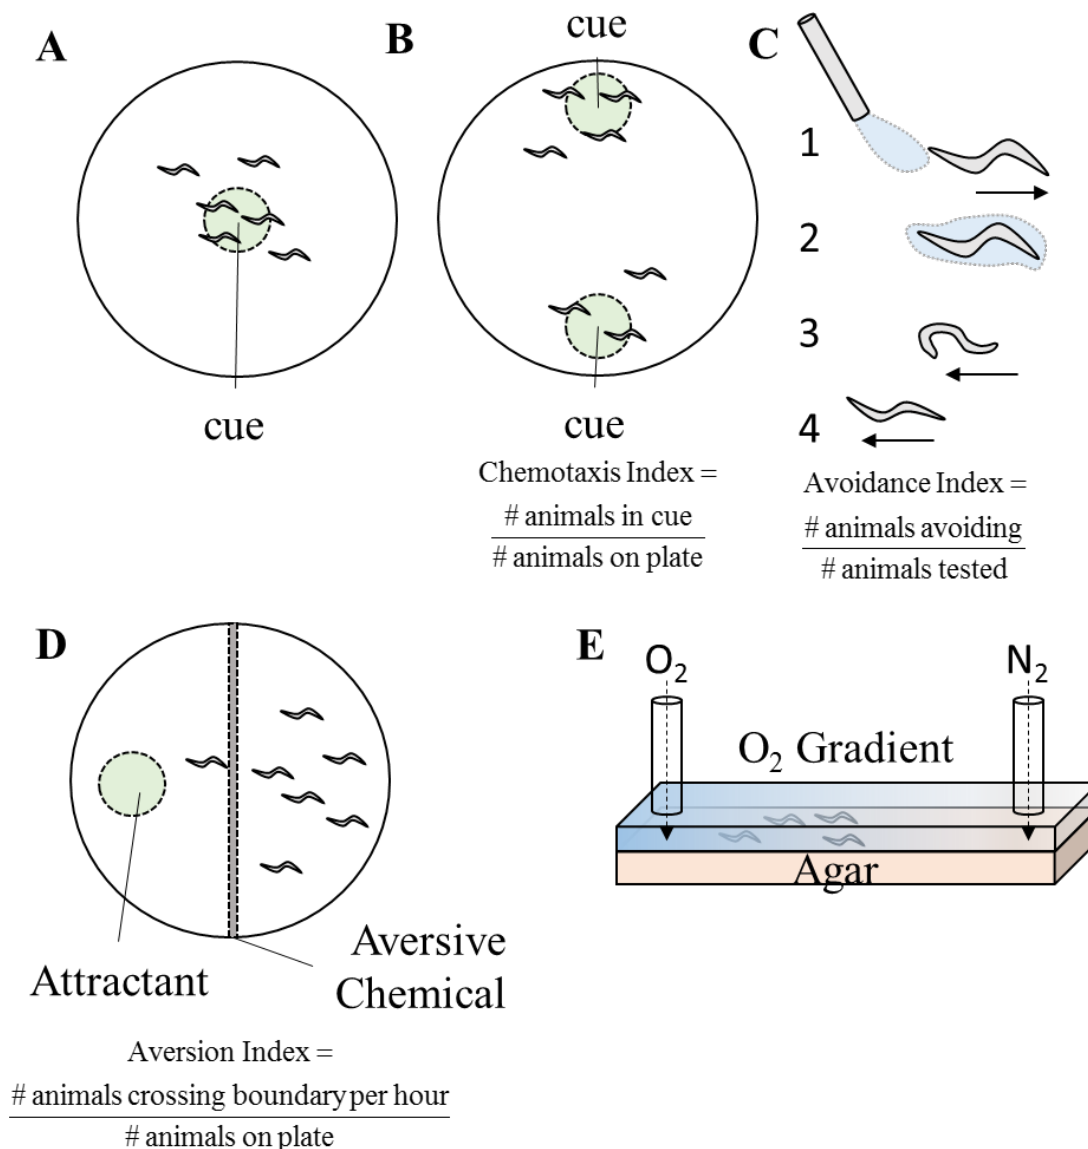 A
cue
B
cue
cue
Chemotaxis Index =
# animals in cue
# animals on plate
C
1
2
3
4
Avoidance Index =
# animals avoiding
# animals tested
D
Attractant
Aversive
Chemical
Aversion Index =
# animals crossing boundary per hour
# animals on plate
E
O₂
N₂
O₂ Gradient
Agar